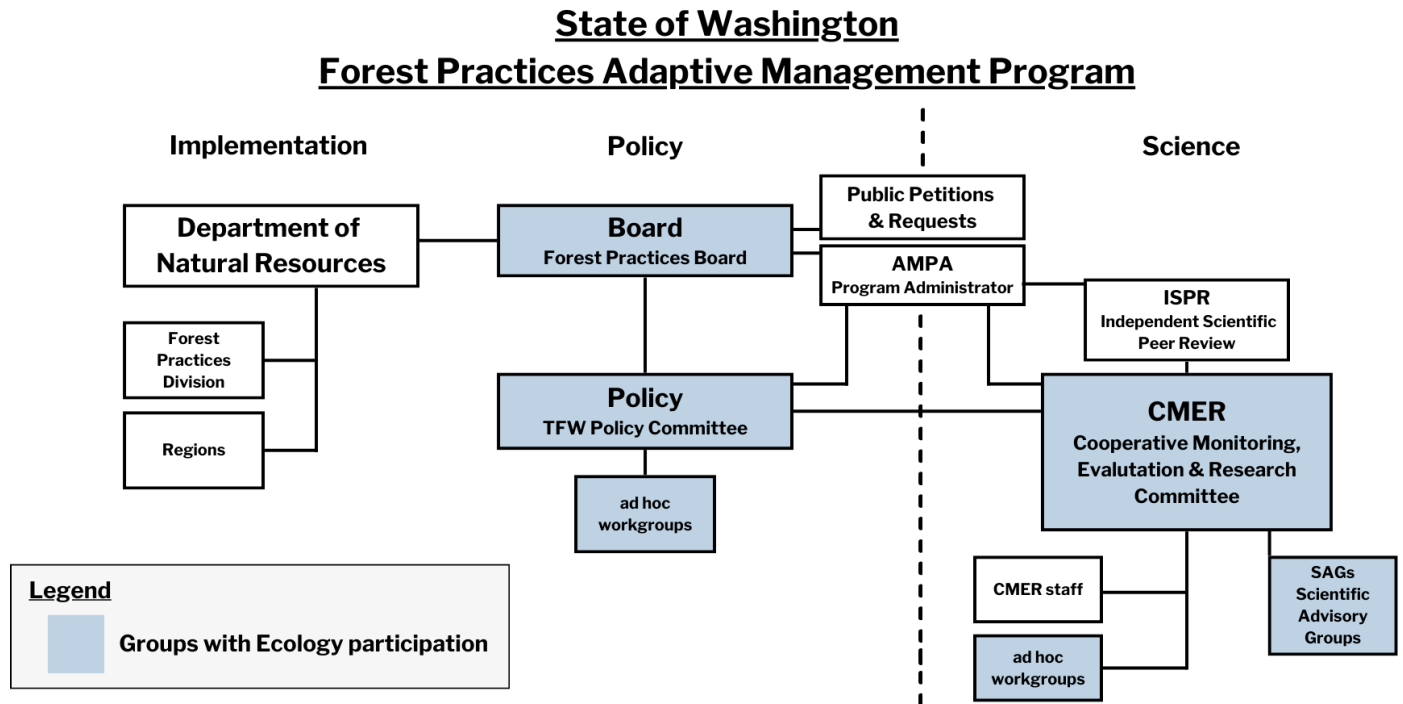 State of Washington
Forest Practices Adaptive Management Program
Implementation
Policy
Science
Department of
Natural Resources
Forest
Practices
Division
Regions
Board
Forest Practices Board
Policy
TFW Policy Committee
ad hoc
workgroups
Public Petitions
& Requests
AMPA
Program Administrator
ISPR
Independent Scientific
Peer Review
CMER
Cooperative Monitoring,
Evalutation & Research
Committee
CMER staff
ad hoc
workgroups
SAGs
Scientific
Advisory
Groups
Legend
Groups with Ecology participation